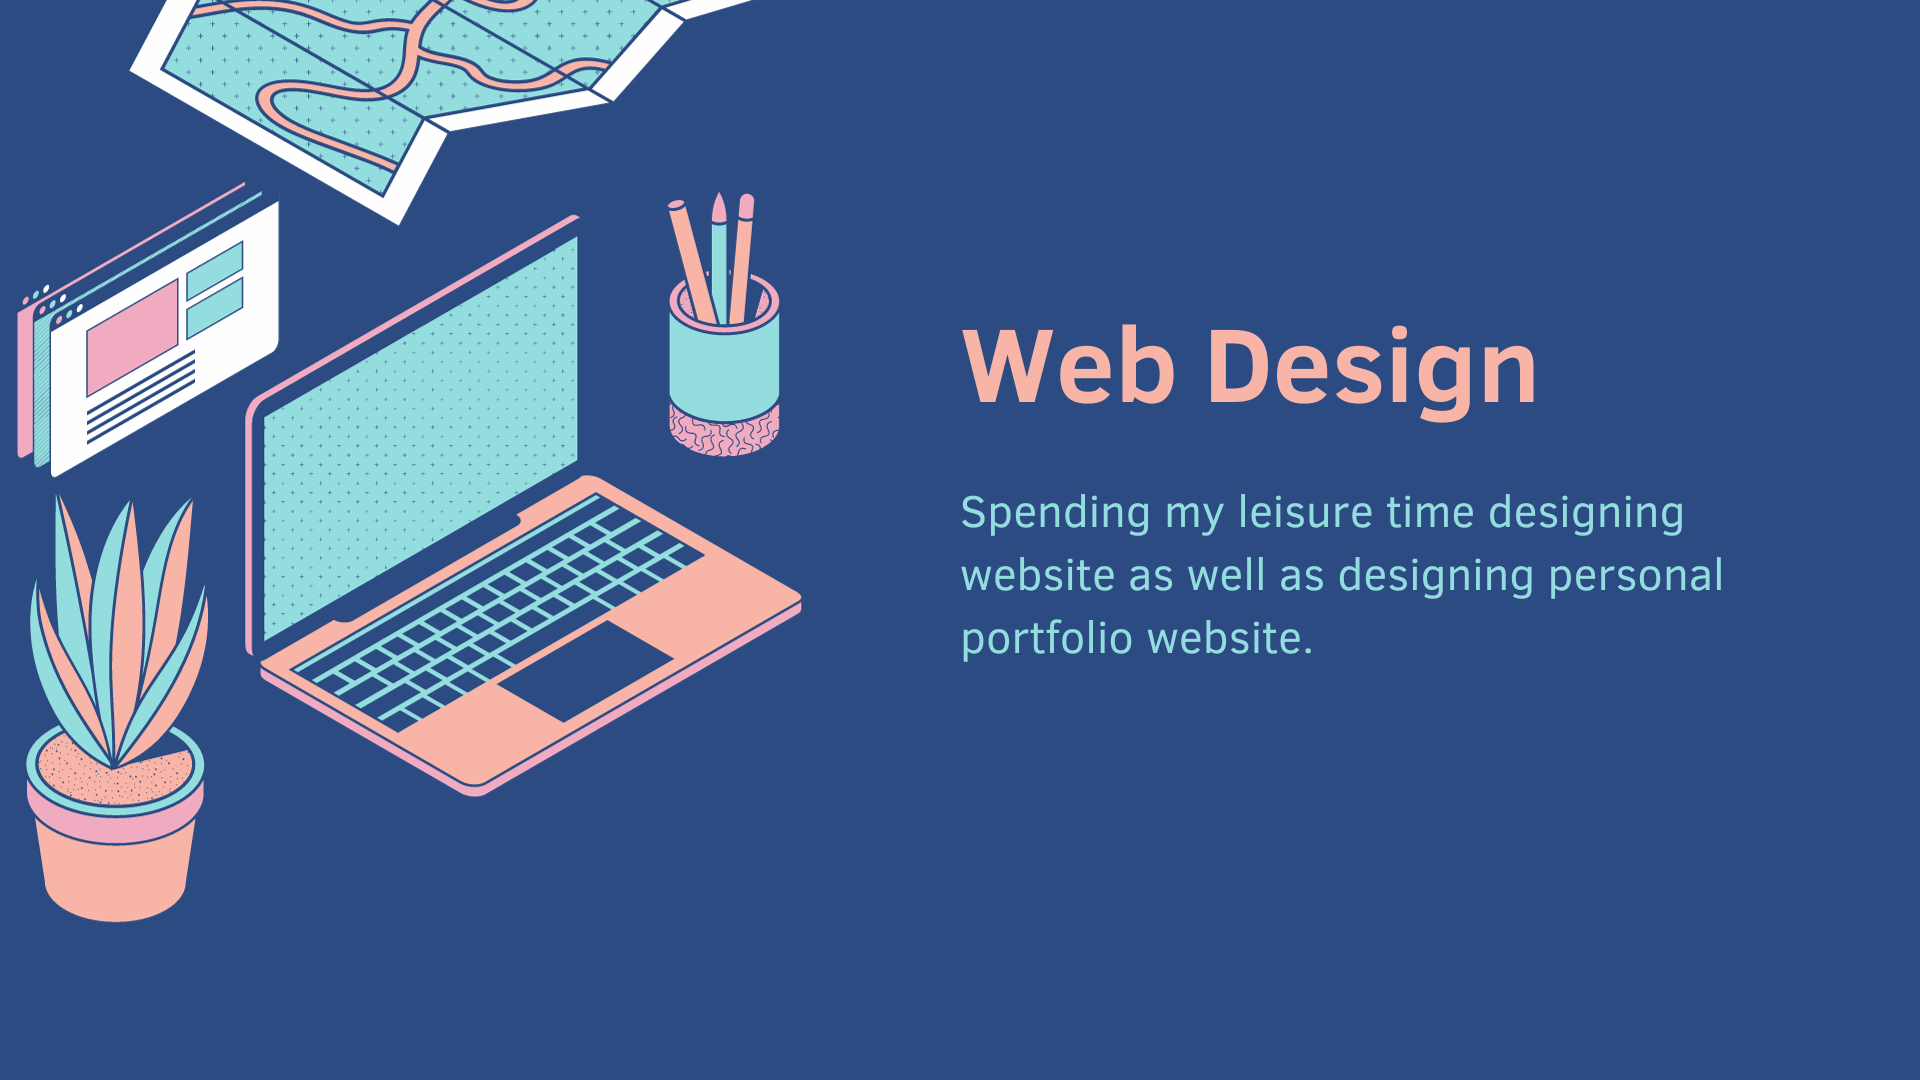 Web Design
Spending my leisure time designing
website as well as designing personal
portfolio website.